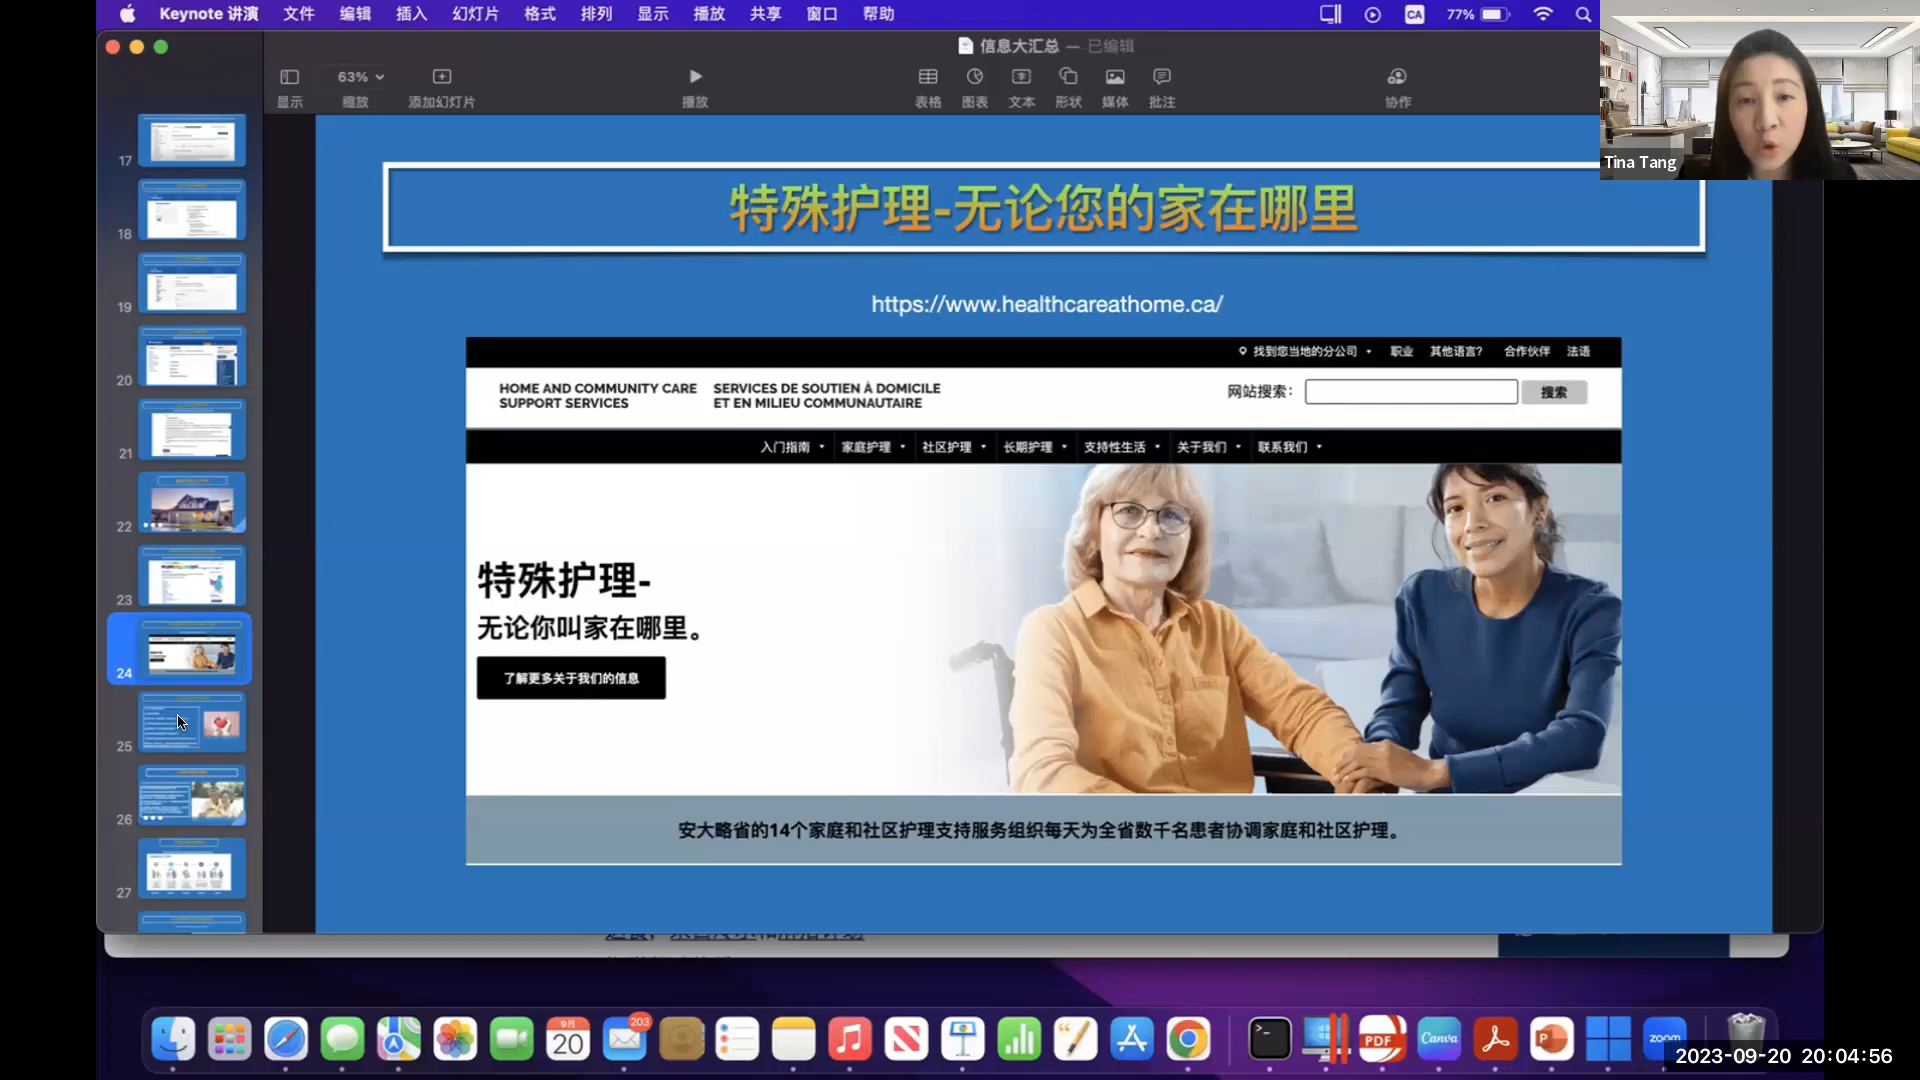 Keynote 讲演 文件 编辑 插入 幻灯片 格式 排列 显示 播放 共享 窗口 帮助
CA 77%
信息大汇总 — 已编辑
63%
显示 缩放 添加幻灯片 播放 表格 图表 文本 形状 媒体 批注 协作
Tina Tang
17
18
19
20
21
22
23
24
25
26
27
特殊护理-无论您的家在哪里
https://www.healthcareathome.ca/
找到您当地的分公司 职业 其他语言? 合作伙伴 法语
HOME AND COMMUNITY CARE
SUPPORT SERVICES
SERVICES DE SOUTIEN À DOMICILE
ET EN MILIEU COMMUNAUTAIRE
网站搜索: 搜索
入门指南 家庭护理 社区护理 长期护理 支持性生活 关于我们 联系我们
特殊护理-
无论你叫家在哪里。
了解更多关于我们的信息
安大略省的14个家庭和社区护理支持服务组织每天为全省数千名患者协调家庭和社区护理。
9月
20
203
PDF
Canva
zoom
2023-09-20 20:04:56